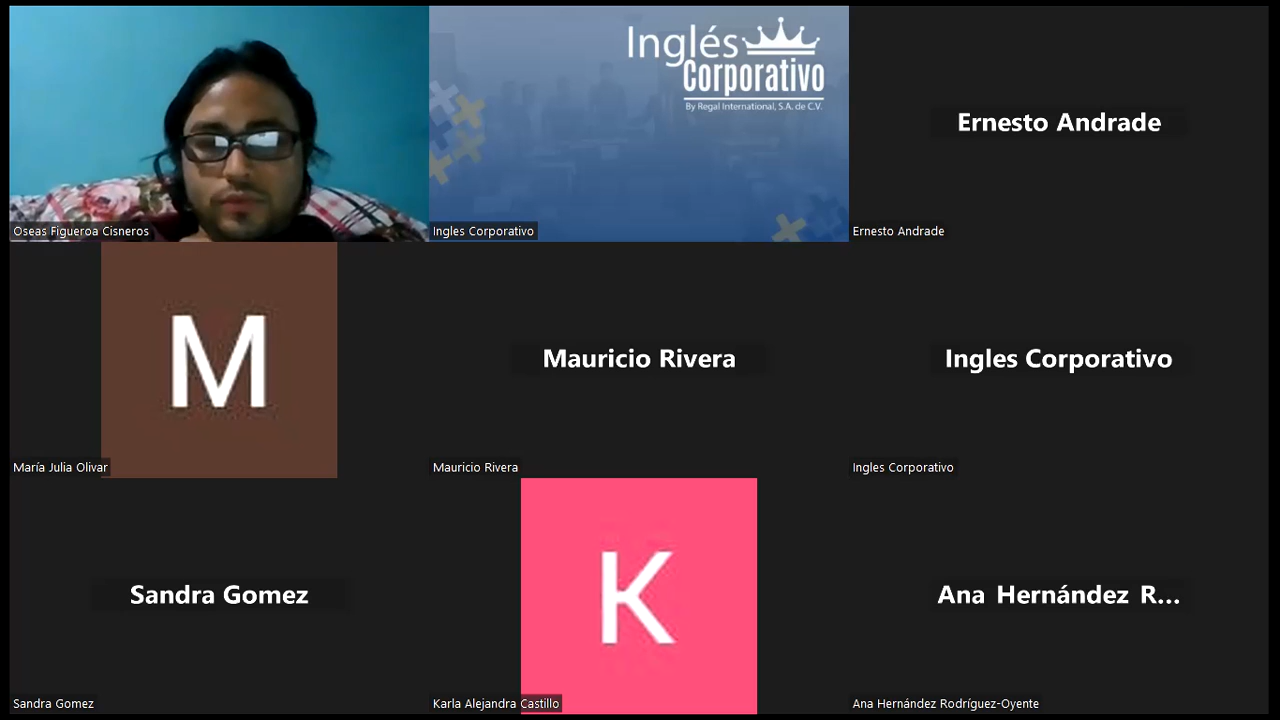 Inglés
Corporativo
By Regal International, S.A. de C.V.
Ernesto Andrade
Oseas Figueroa Cisneros
Ingles Corporativo
Ernesto Andrade
M
Mauricio Rivera
Ingles Corporativo
María Julia Olivar
Mauricio Rivera
Ingles Corporativo
Sandra Gomez
K
Ana Hernández R...
Sandra Gomez
Karla Alejandra Castillo
Ana Hernández Rodríguez-Oyente